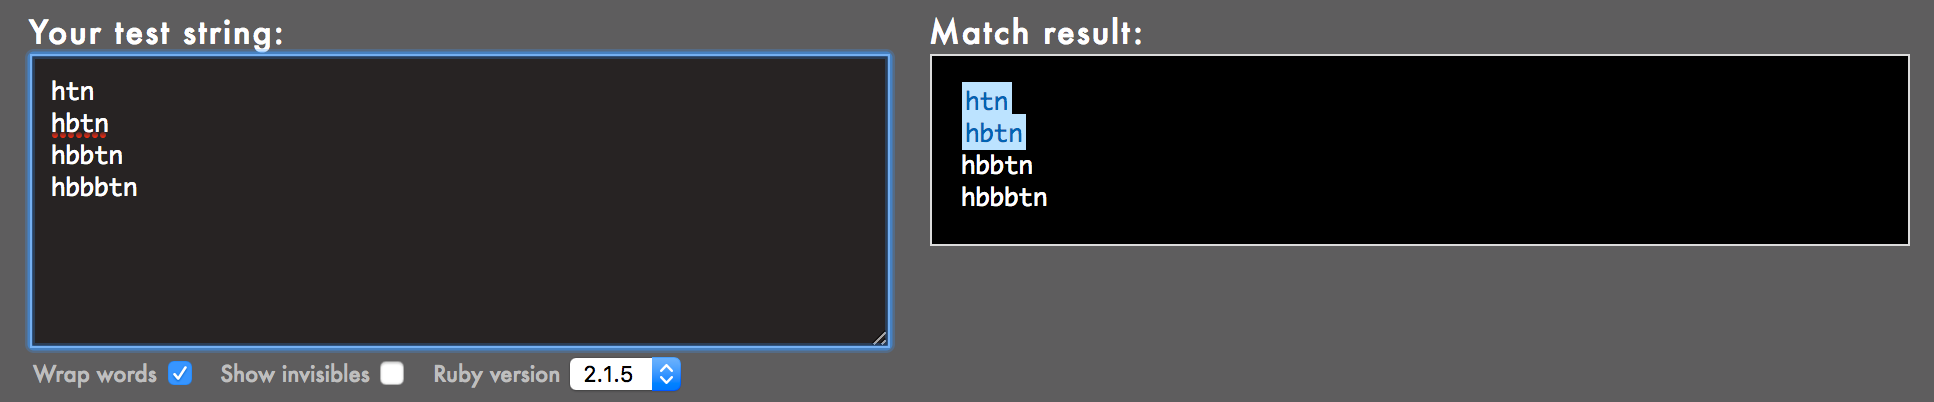 Your test string:
htn
hbtn
hbbtn
hbbbtn
Wrap words
Show invisibles
Ruby version
2.1.5
Match result:
htn
hbtn
hbbtn
hbbbtn